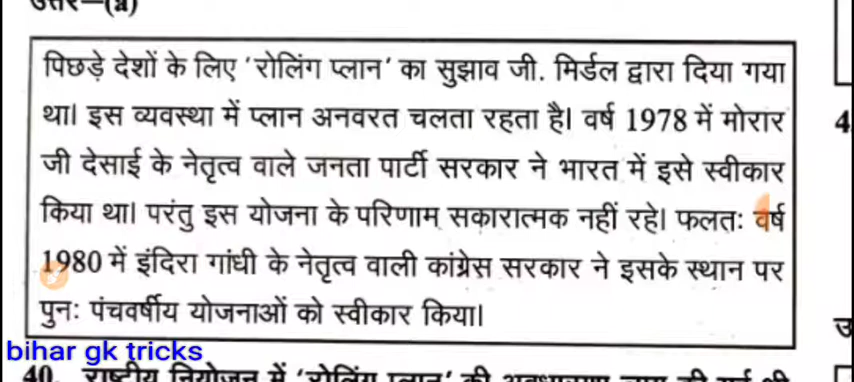 उत्तर—(a)
पिछड़े देशों के लिए ‘रोलिंग प्लान’ का सुझाव जी. मिर्डल द्वारा दिया गया
था। इस व्यवस्था में प्लान अनवरत चलता रहता है। वर्ष 1978 में मोरार
जी देसाई के नेतृत्व वाले जनता पार्टी सरकार ने भारत में इसे स्वीकार
किया था। परंतु इस योजना के परिणाम सकारात्मक नहीं रहे। फलतः वर्ष
1980 में इंदिरा गांधी के नेतृत्व वाली कांग्रेस सरकार ने इसके स्थान पर
पुनः पंचवर्षीय योजनाओं को स्वीकार किया।
bihar gk tricks
40. राष्ट्रीय नियोजन में ‘रोलिंग प्लान’ की अवधारणा लागू की गई थी
4
उ